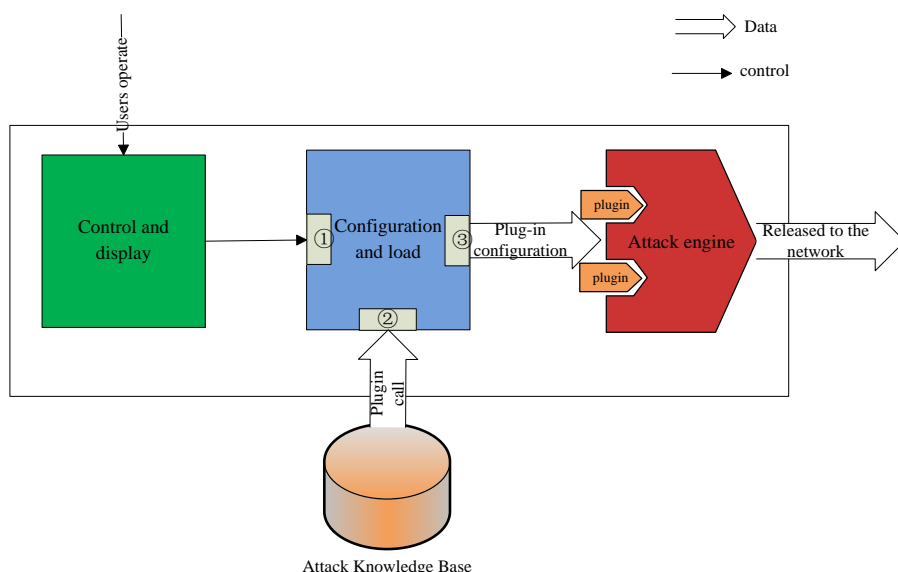 Data
control
Users operate
Control and
display
①
Configuration
and load
③
②
Plug-in
configuration
plugin
plugin
Attack engine
Released to the
network
Plugin
call
Attack Knowledge Base